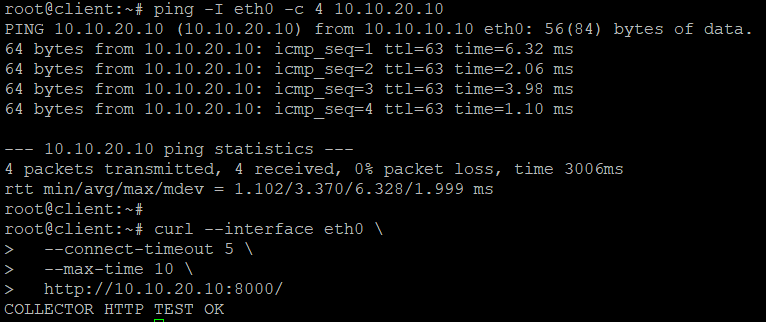 root@client:~# ping -I eth0 -c 4 10.10.20.10
PING 10.10.20.10 (10.10.20.10) from 10.10.10.10 eth0: 56(84) bytes of data.
64 bytes from 10.10.20.10: icmp_seq=1 ttl=63 time=6.32 ms
64 bytes from 10.10.20.10: icmp_seq=2 ttl=63 time=2.06 ms
64 bytes from 10.10.20.10: icmp_seq=3 ttl=63 time=3.98 ms
64 bytes from 10.10.20.10: icmp_seq=4 ttl=63 time=1.10 ms
--- 10.10.20.10 ping statistics ---
4 packets transmitted, 4 received, 0% packet loss, time 3006ms
rtt min/avg/max/mdev = 1.102/3.370/6.328/1.999 ms
root@client:~#
root@client:~# curl --interface eth0 \
>   --connect-timeout 5 \
>   --max-time 10 \
>   http://10.10.20.10:8000/
COLLECTOR HTTP TEST OK